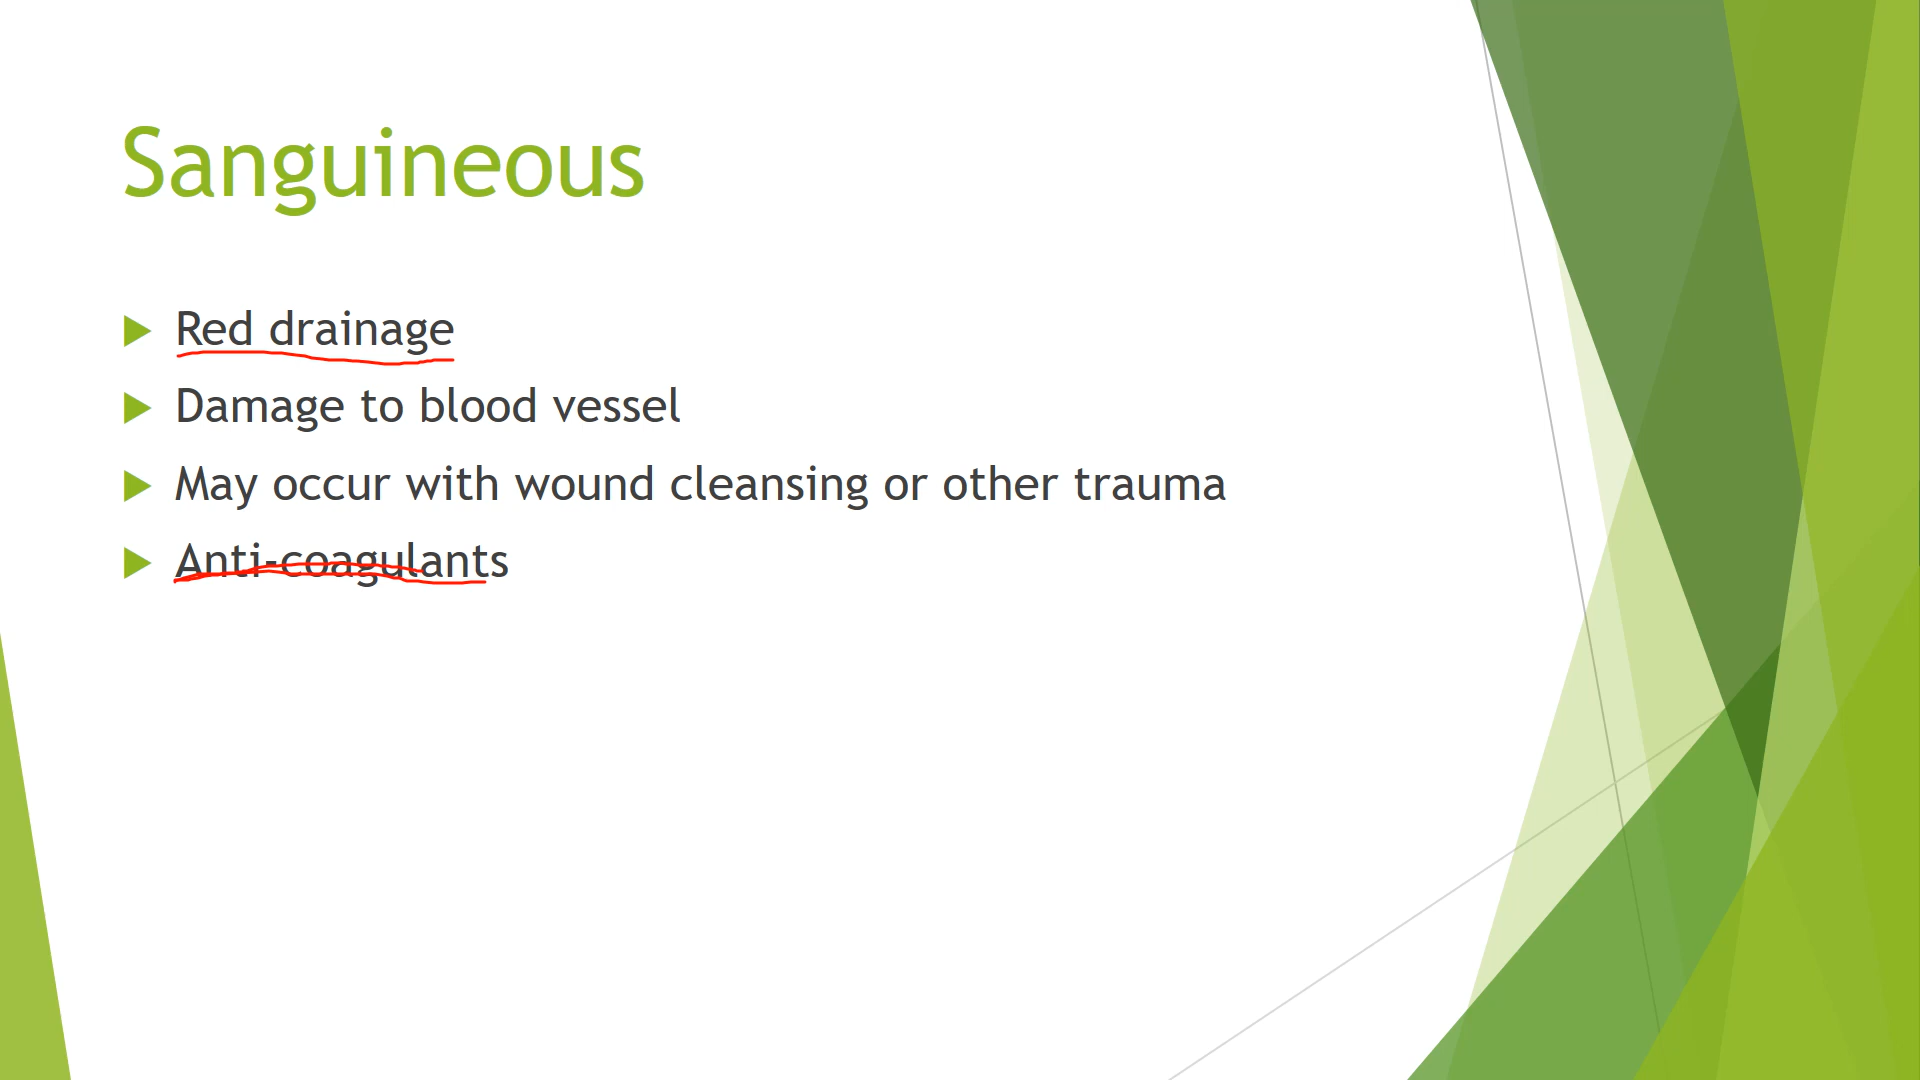 Sanguineous
Red drainage
Damage to blood vessel
May occur with wound cleansing or other trauma
Anti-coagulants